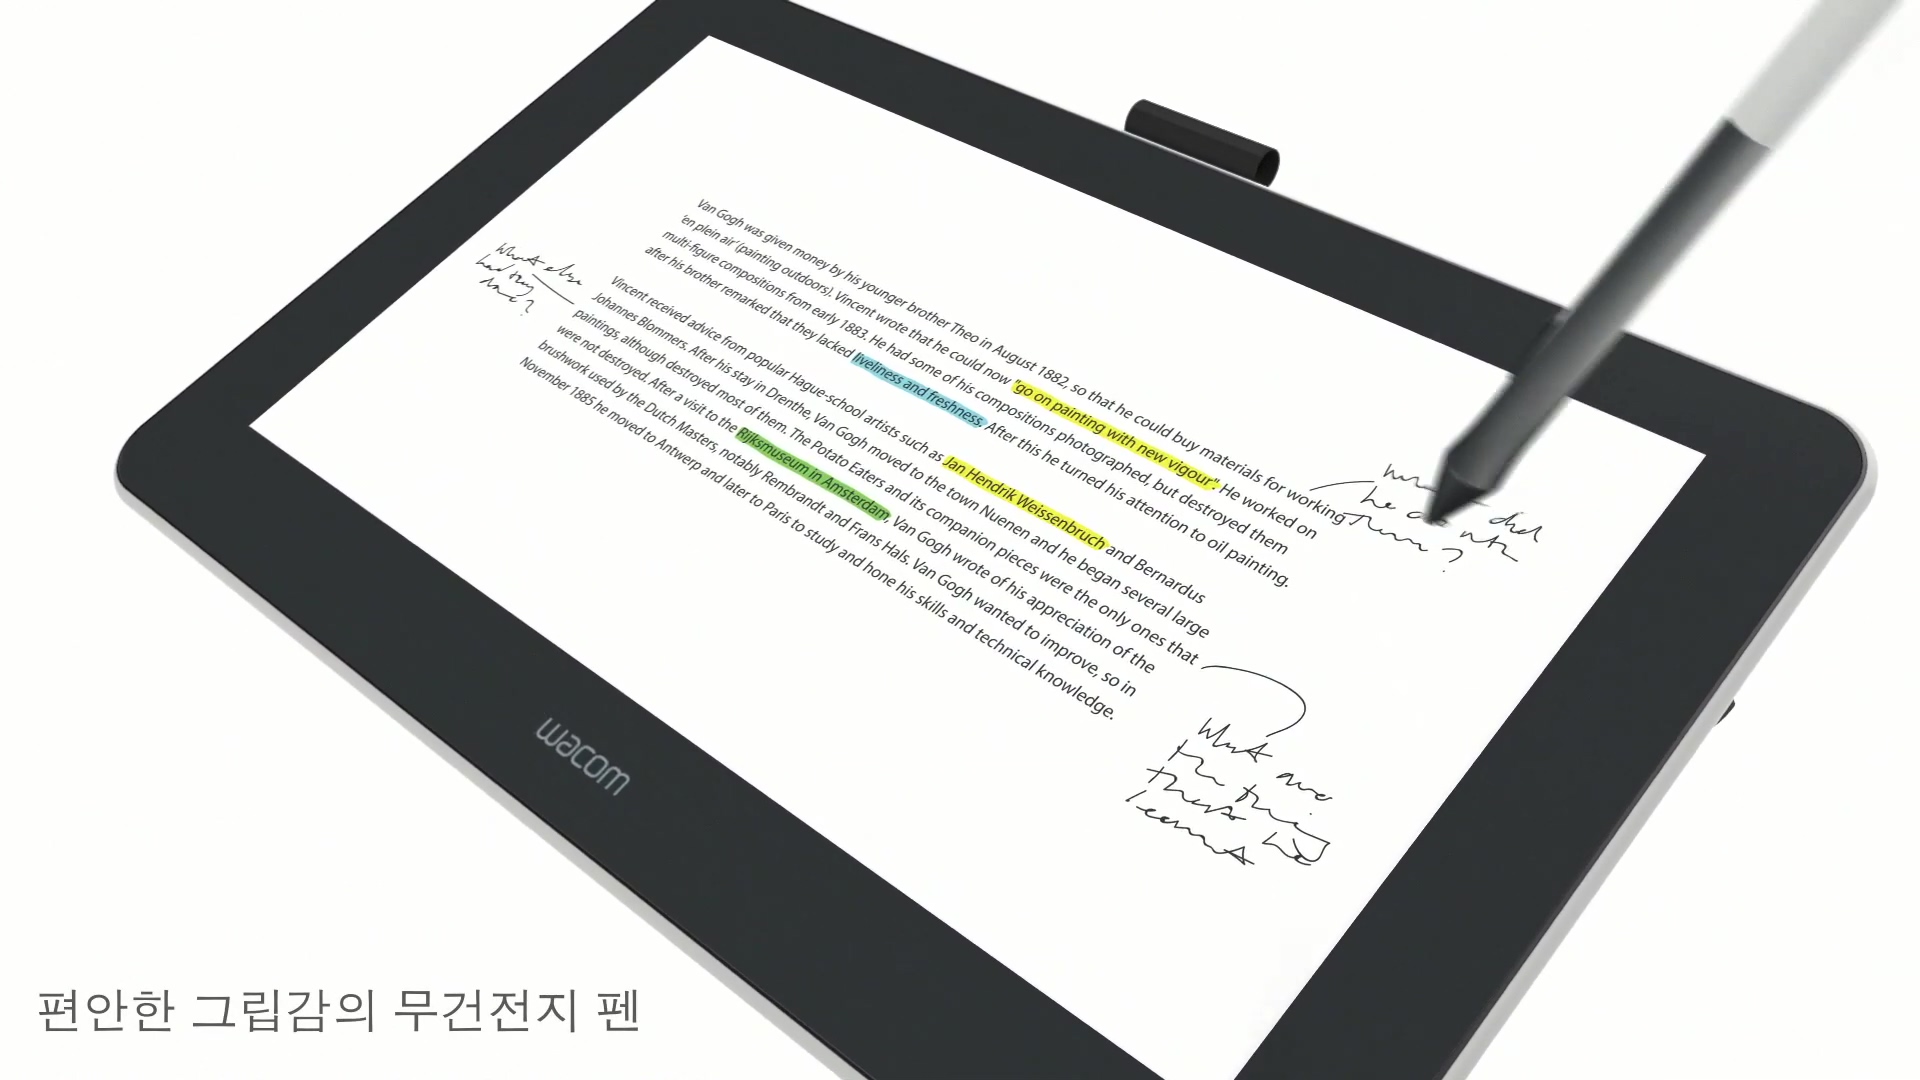 What else
had they
done?
Van Gogh was given money by his younger brother Theo in August 1882, so that he could buy materials for working
'en plein air' (painting outdoors). Vincent wrote that he could now "go on painting with new vigour". He worked on
multi-figure compositions from early 1883. He had some of his compositions photographed, but destroyed them
after his brother remarked that they lacked liveliness and freshness. After this he turned his attention to oil painting.
Vincent received advice from popular Hague-school artists such as Jan Hendrik Weissenbruch and Bernardus
Johannes Blommers. After his stay in Drenthe, Van Gogh moved to the town Nuenen and he began several large
paintings, although destroyed most of them. The Potato Eaters and its companion pieces were the only ones that
were not destroyed. After a visit to the Rijksmuseum in Amsterdam, Van Gogh wrote of his appreciation of the
brushwork used by the Dutch Masters, notably Rembrandt and Frans Hals. Van Gogh wanted to improve, so in
November 1885 he moved to Antwerp and later to Paris to study and hone his skills and technical knowledge.
did
he
them?
What are
the
that he
learnt
wacom
편안한 그립감의 무건전지 펜